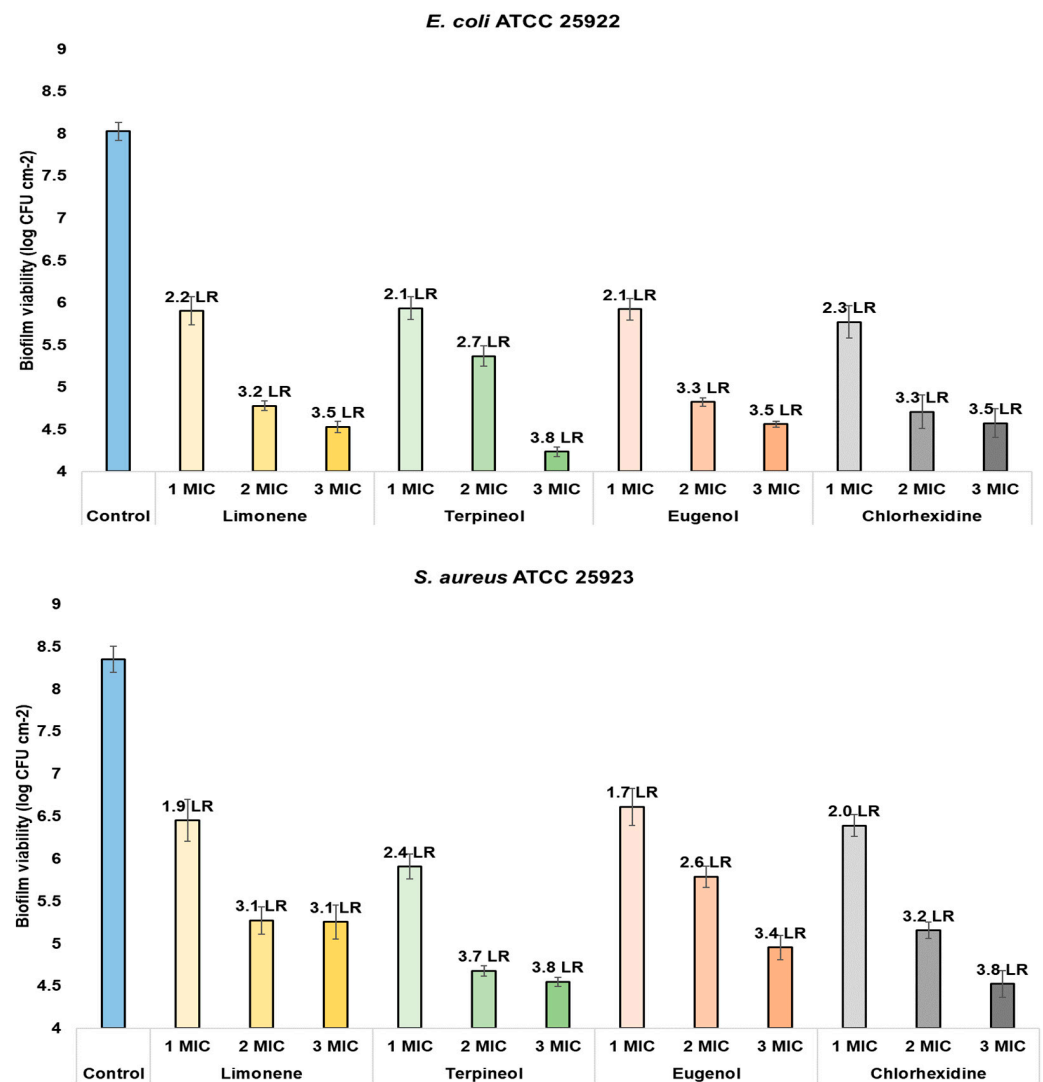 E. coli ATCC 25922
Biofilm viability (log CFU cm-2)
9
8.5
8
7.5
7
6.5
6
5.5
5
4.5
4
2.2 LR
3.2 LR
3.5 LR
2.1 LR
2.7 LR
3.8 LR
2.1 LR
3.3 LR
3.5 LR
2.3 LR
3.3 LR
3.5 LR
1 MIC 2 MIC 3 MIC 1 MIC 2 MIC 3 MIC 1 MIC 2 MIC 3 MIC 1 MIC 2 MIC 3 MIC
Control Limonene Terpineol Eugenol Chlorhexidine
S. aureus ATCC 25923
Biofilm viability (log CFU cm-2)
9
8.5
8
7.5
7
6.5
6
5.5
5
4.5
4
1.9 LR
3.1 LR
3.1 LR
2.4 LR
3.7 LR
3.8 LR
1.7 LR
2.6 LR
3.4 LR
2.0 LR
3.2 LR
3.8 LR
1 MIC 2 MIC 3 MIC 1 MIC 2 MIC 3 MIC 1 MIC 2 MIC 3 MIC 1 MIC 2 MIC 3 MIC
Control Limonene Terpineol Eugenol Chlorhexidine